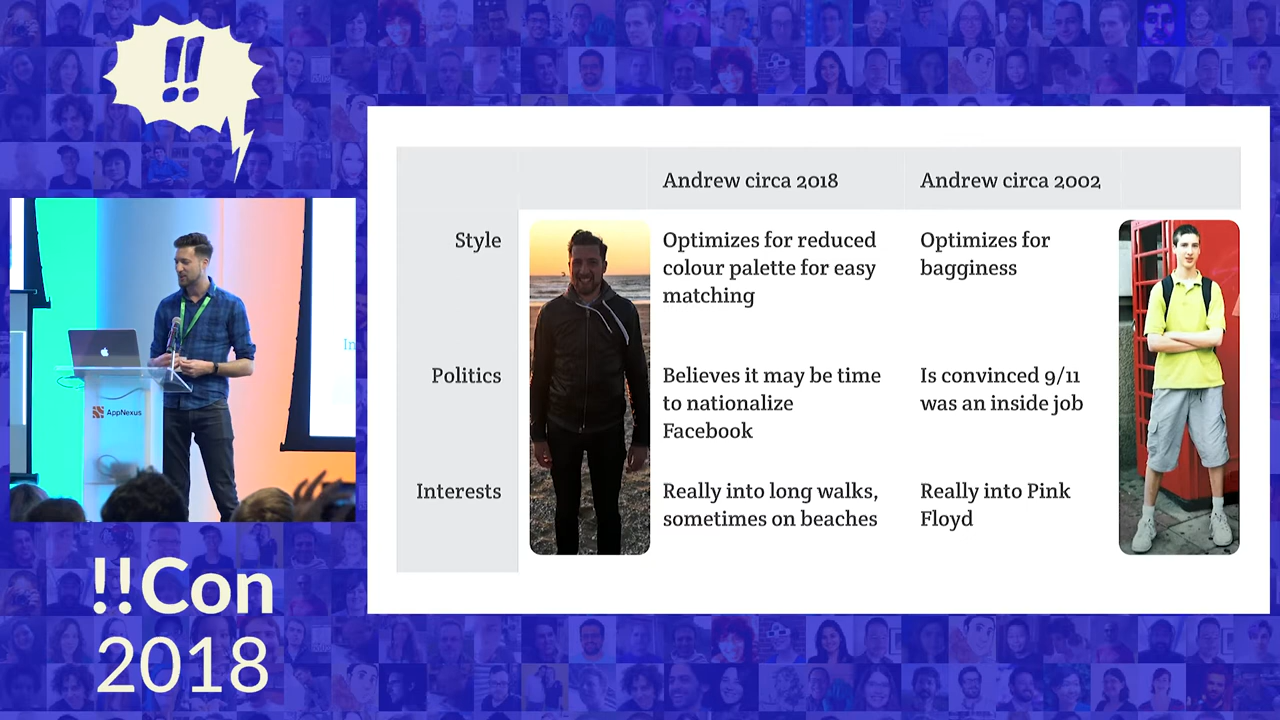 !!
Andrew circa 2018
Andrew circa 2002
Style
Optimizes for reduced
colour palette for easy
matching
Optimizes for
bagginess
Politics
Believes it may be time
to nationalize
Facebook
Is convinced 9/11
was an inside job
Interests
Really into long walks,
sometimes on beaches
Really into Pink
Floyd
In
AppNexus
!!Con
2018